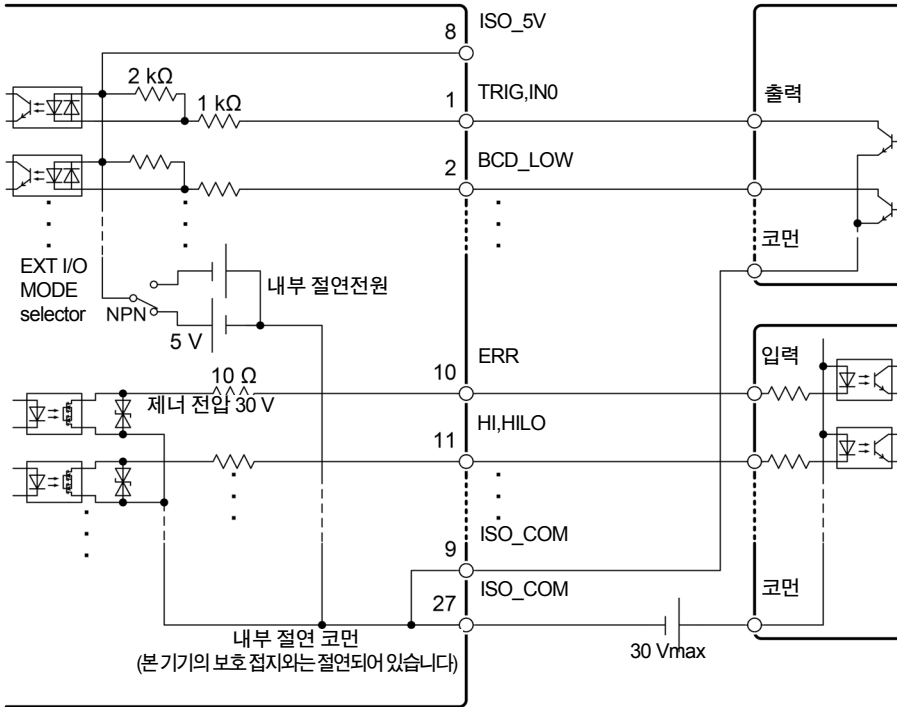 ISO_5V
8
2 kΩ
TRIG,IN0
출력
1 kΩ
1
BCD_LOW
2
코먼
EXT I/O
MODE
selector
내부 절연전원
NPN
5 V
ERR
입력
10 Ω
10
제너 전압 30 V
HI,HILO
11
ISO_COM
9
ISO_COM
코먼
27
내부 절연 코먼
30 Vmax
(본 기기의 보호 접지와는 절연되어 있습니다)